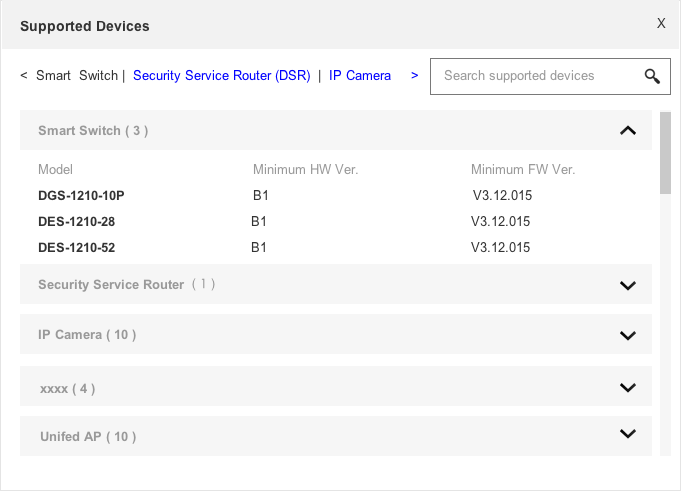 Supported Devices X
< Smart Switch | Security Service Router (DSR) | IP Camera > Search supported devices
Smart Switch ( 3 )
Model Minimum HW Ver. Minimum FW Ver.
DGS-1210-10P B1 V3.12.015
DES-1210-28 B1 V3.12.015
DES-1210-52 B1 V3.12.015
Security Service Router ( 1 )
IP Camera ( 10 )
xxxx ( 4 )
Unifed AP ( 10 )